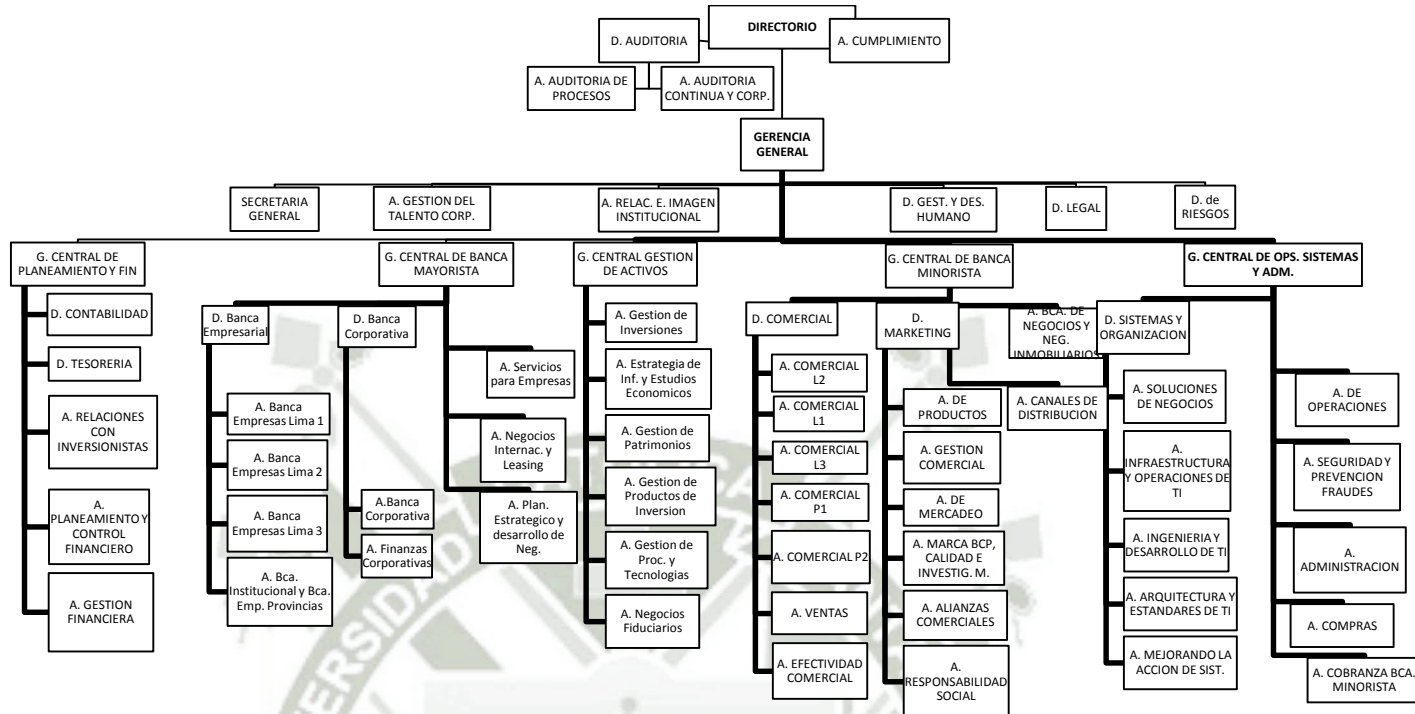 DIRECTORIO
D. AUDITORIA
A. CUMPLIMIENTO
A. AUDITORIA DE
PROCESOS
A. AUDITORIA
CONTINUA Y CORP.
GERENCIA
GENERAL
SECRETARIA
GENERAL
A. GESTION DEL
TALENTO CORP.
A. RELAC. E. IMAGEN
INSTITUCIONAL
D. GEST. Y DES.
HUMANO
D. LEGAL
D. de
RIESGOS
G. CENTRAL DE
PLANEAMIENTO Y FIN
D. CONTABILIDAD
D. TESORERIA
A. RELACIONES
CON
INVERSIONISTAS
A.
PLANEAMIENTO Y
CONTROL
FINANCIERO
A. GESTION
FINANCIERA
G. CENTRAL DE BANCA
MAYORISTA
D. Banca
Empresarial
A. Banca
Empresas Lima 1
A. Banca
Empresas Lima 2
A. Banca
Empresas Lima 3
A. Bca.
Institucional y Bca.
Emp. Provincias
D. Banca
Corporativa
A.Banca
Corporativa
A. Finanzas
Corporativas
A. Servicios
para Empresas
A. Negocios
Internac. y
Leasing
A. Plan.
Estrategico y
desarrollo de
Neg.
G. CENTRAL GESTION
DE ACTIVOS
A. Gestion de
Inversiones
A. Estrategia de
Inf. y Estudios
Economicos
A. Gestion de
Patrimonios
A. Gestion de
Productos de
Inversion
A. Gestion de
Proc. y
Tecnologias
A. Negocios
Fiduciarios
G. CENTRAL DE BANCA
MINORISTA
D. COMERCIAL
A. COMERCIAL
L2
A. COMERCIAL
L1
A. COMERCIAL
L3
A. COMERCIAL
P1
A. COMERCIAL P2
A. VENTAS
A. EFECTIVIDAD
COMERCIAL
D.
MARKETING
A. DE
PRODUCTOS
A. GESTION
COMERCIAL
A. DE
MERCADEO
A. MARCA BCP,
CALIDAD E
INVESTIG. M.
A. ALIANZAS
COMERCIALES
A.
RESPONSABILIDAD
SOCIAL
A. BCA. DE
NEGOCIOS Y
NEG.
INMOBILIARIOS
A. CANALES DE
DISTRIBUCION
G. CENTRAL DE OPS. SISTEMAS
Y ADM.
D. SISTEMAS Y
ORGANIZACION
A. SOLUCIONES
DE NEGOCIOS
A.
INFRAESTRUCTURA
Y OPERACIONES DE
TI
A. INGENIERIA Y
DESARROLLO DE TI
A. ARQUITECTURA Y
ESTANDARES DE TI
A. MEJORANDO LA
ACCION DE SIST.
A. DE
OPERACIONES
A. SEGURIDAD Y
PREVENCION
FRAUDES
A.
ADMINISTRACION
A. COMPRAS
A. COBRANZA BCA.
MINORISTA